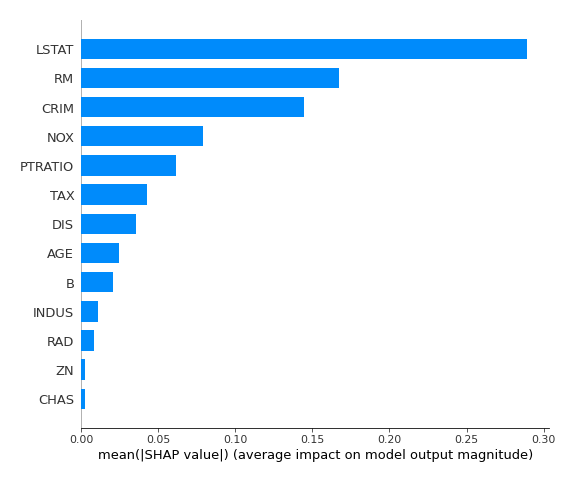 LSTAT
RM
CRIM
NOX
PTRATIO
TAX
DIS
AGE
B
INDUS
RAD
ZN
CHAS
0.00 0.05 0.10 0.15 0.20 0.25 0.30
mean(|SHAP value|) (average impact on model output magnitude)